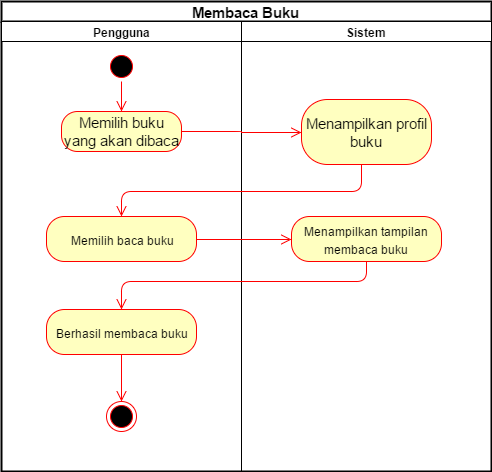 Membaca Buku
Pengguna
Sistem
Memilih buku
yang akan dibaca
Menampilkan profil
buku
Memilih baca buku
Menampilkan tampilan
membaca buku
Berhasil membaca buku